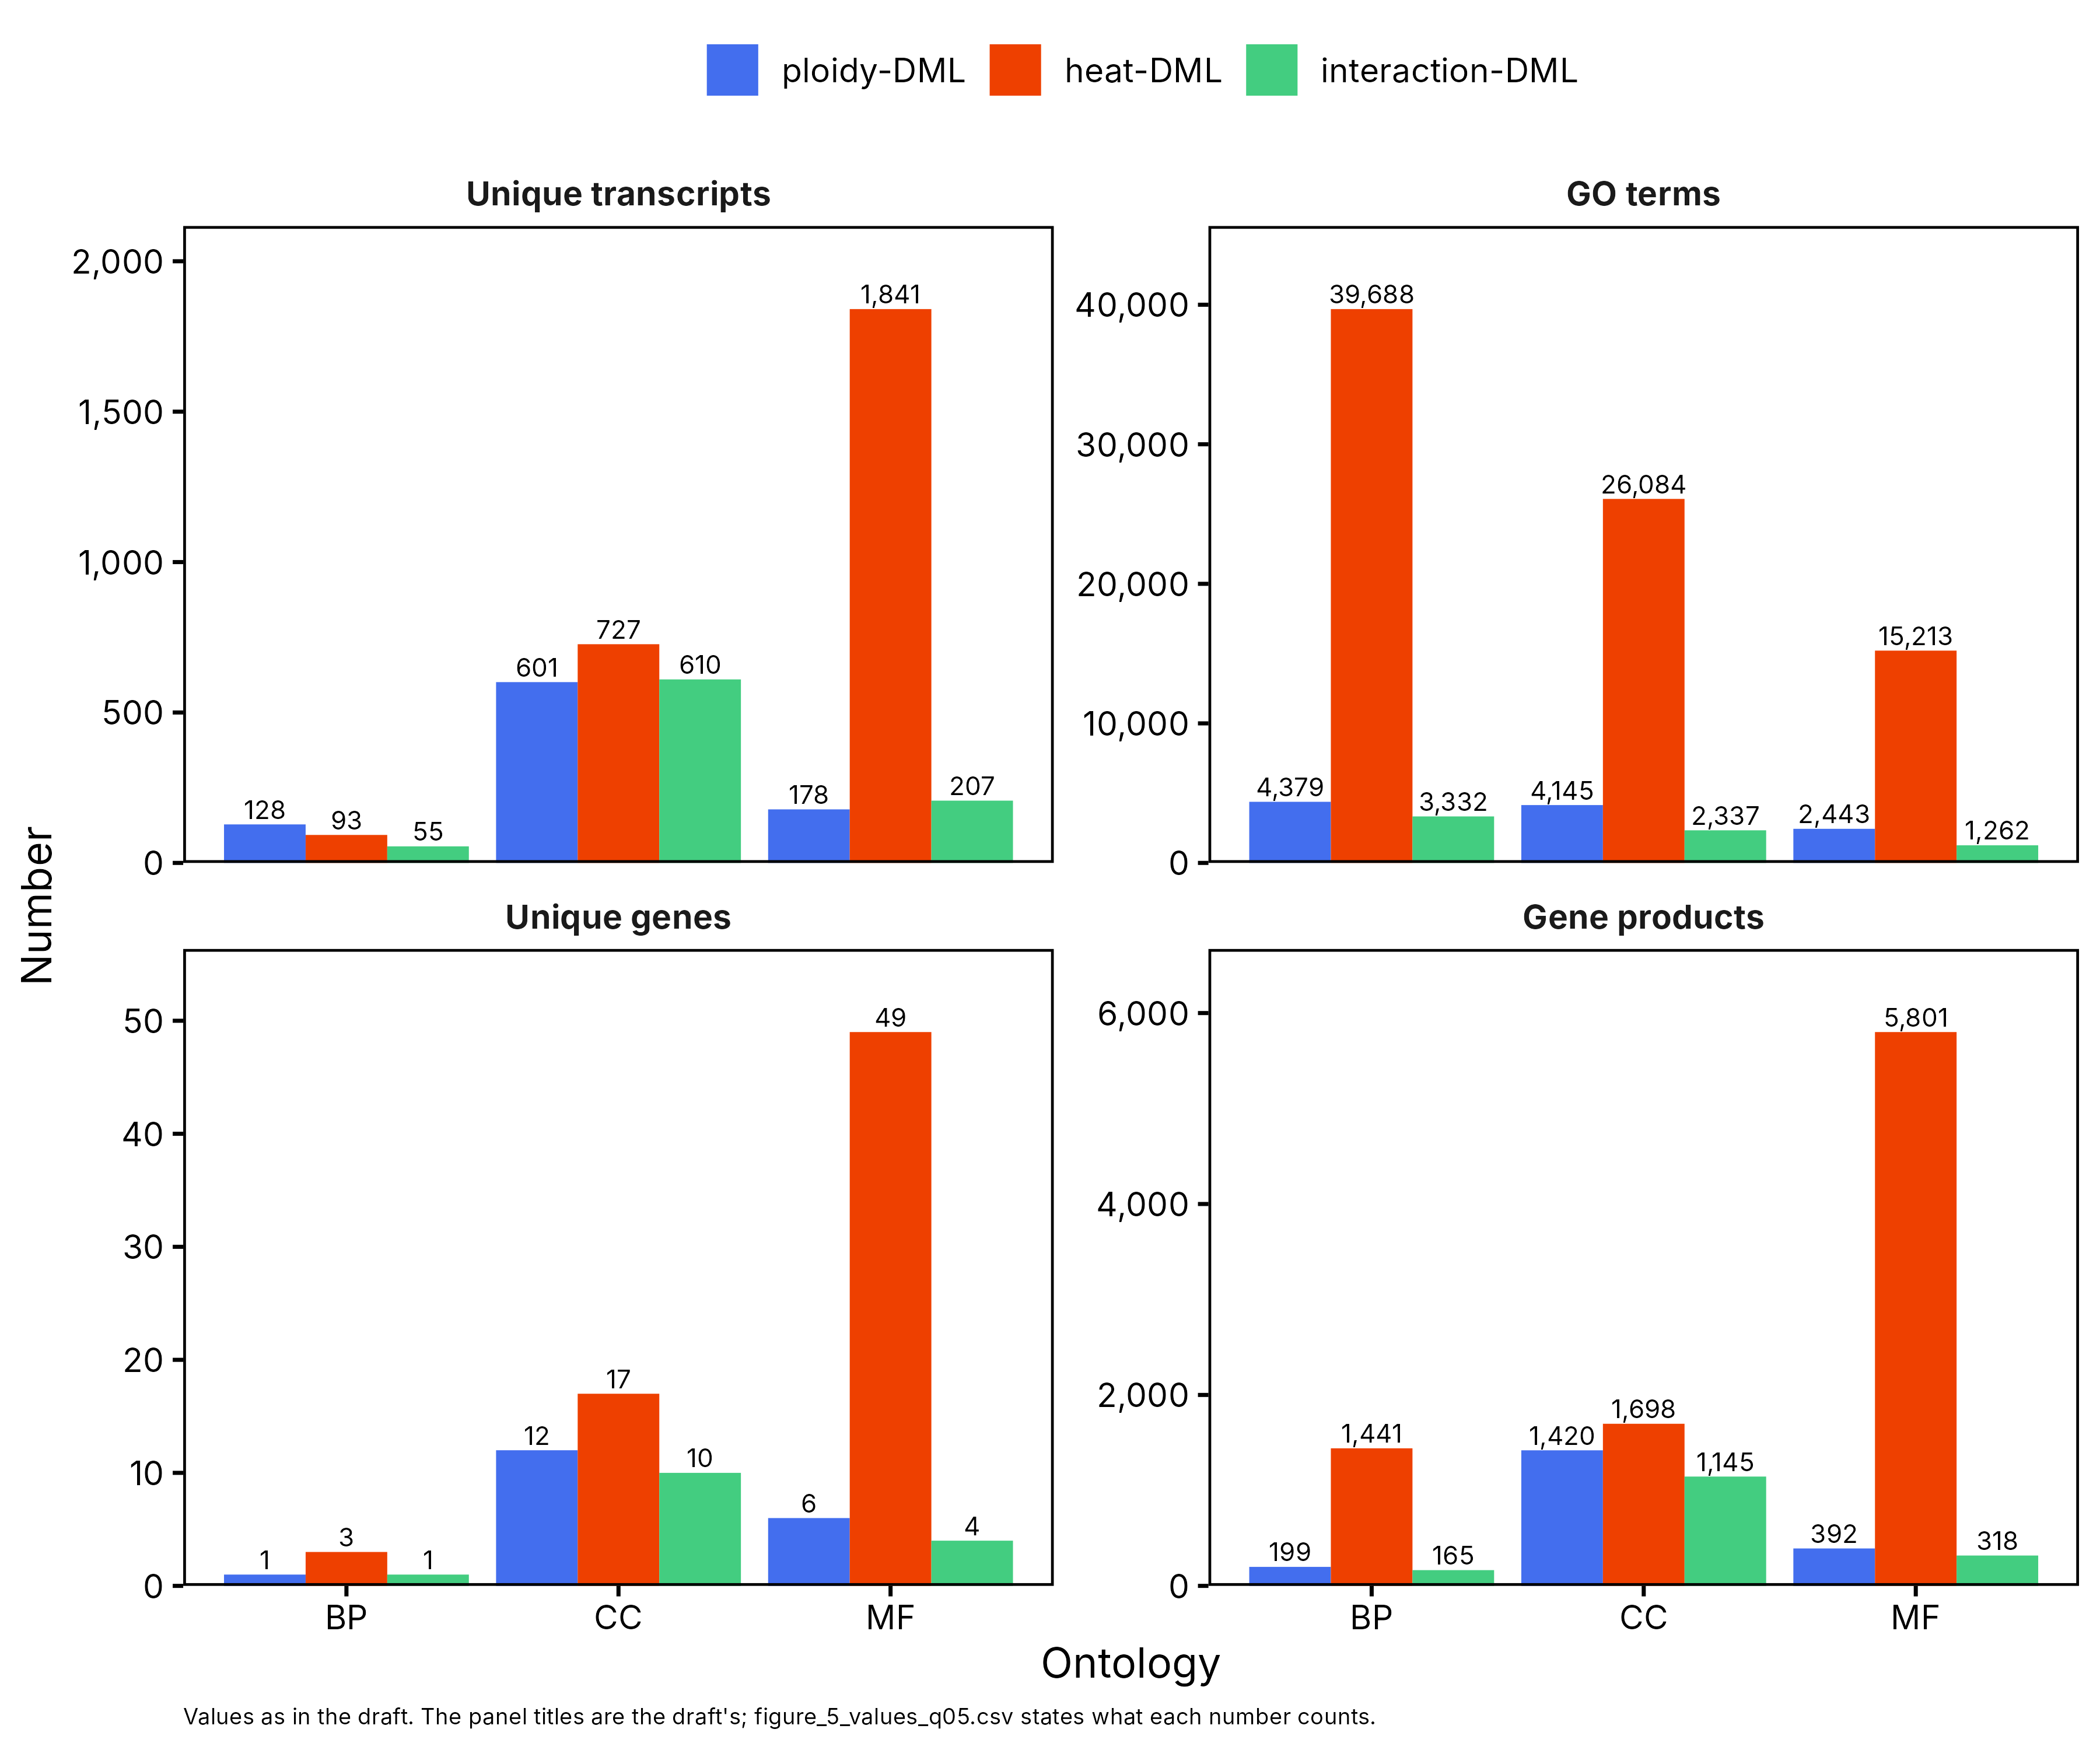 ploidy-DML heat-DML interaction-DML
Unique transcripts
2,000
1,500
1,000
500
0
128 93 55 601 727 610 178 1,841 207
GO terms
40,000
30,000
20,000
10,000
0
4,379 39,688 3,332 4,145 26,084 2,337 2,443 15,213 1,262
Number
Unique genes
50
40
30
20
10
0
1 3 1 12 17 10 6 49 4
BP CC MF
Gene products
6,000
4,000
2,000
0
199 1,441 165 1,420 1,698 1,145 392 5,801 318
BP CC MF
Ontology
Values as in the draft. The panel titles are the draft's; figure_5_values_q05.csv states what each number counts.